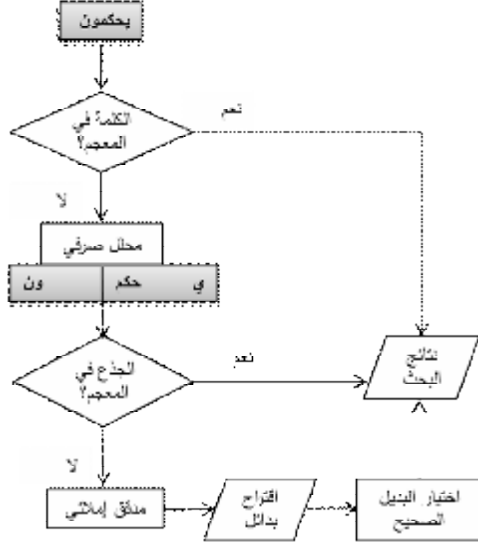 يحكمون
الكلمة في
المعجم؟
نعم
لا
محلل صرفي
ي حكم ون
الجذع في
المعجم؟
نعم
نتائج
البحث
لا
مدقق إملائي
اقتراح
بدائل
اختيار البديل
الصحيح